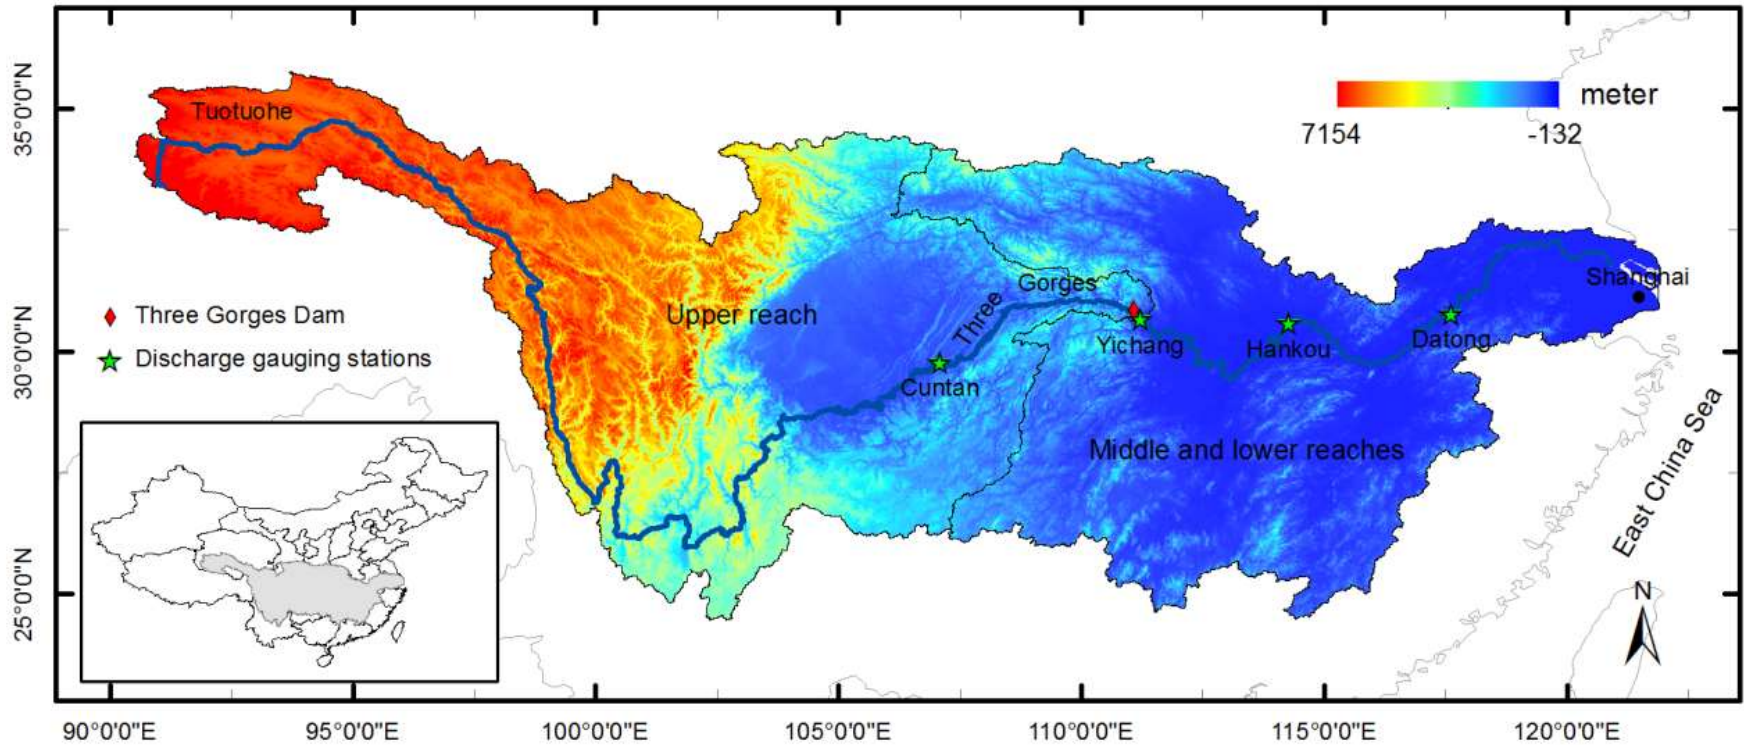 35°0'0"N
30°0'0"N
25°0'0"N
Tuotuohe
meter
7154
-132
Three Gorges Dam
Discharge gauging stations
Upper reach
Three
Gorges
Shanghai
Yichang
Hankou
Datong
Cuntan
Middle and lower reaches
East China Sea
N
90°0'0"E
95°0'0"E
100°0'0"E
105°0'0"E
110°0'0"E
115°0'0"E
120°0'0"E